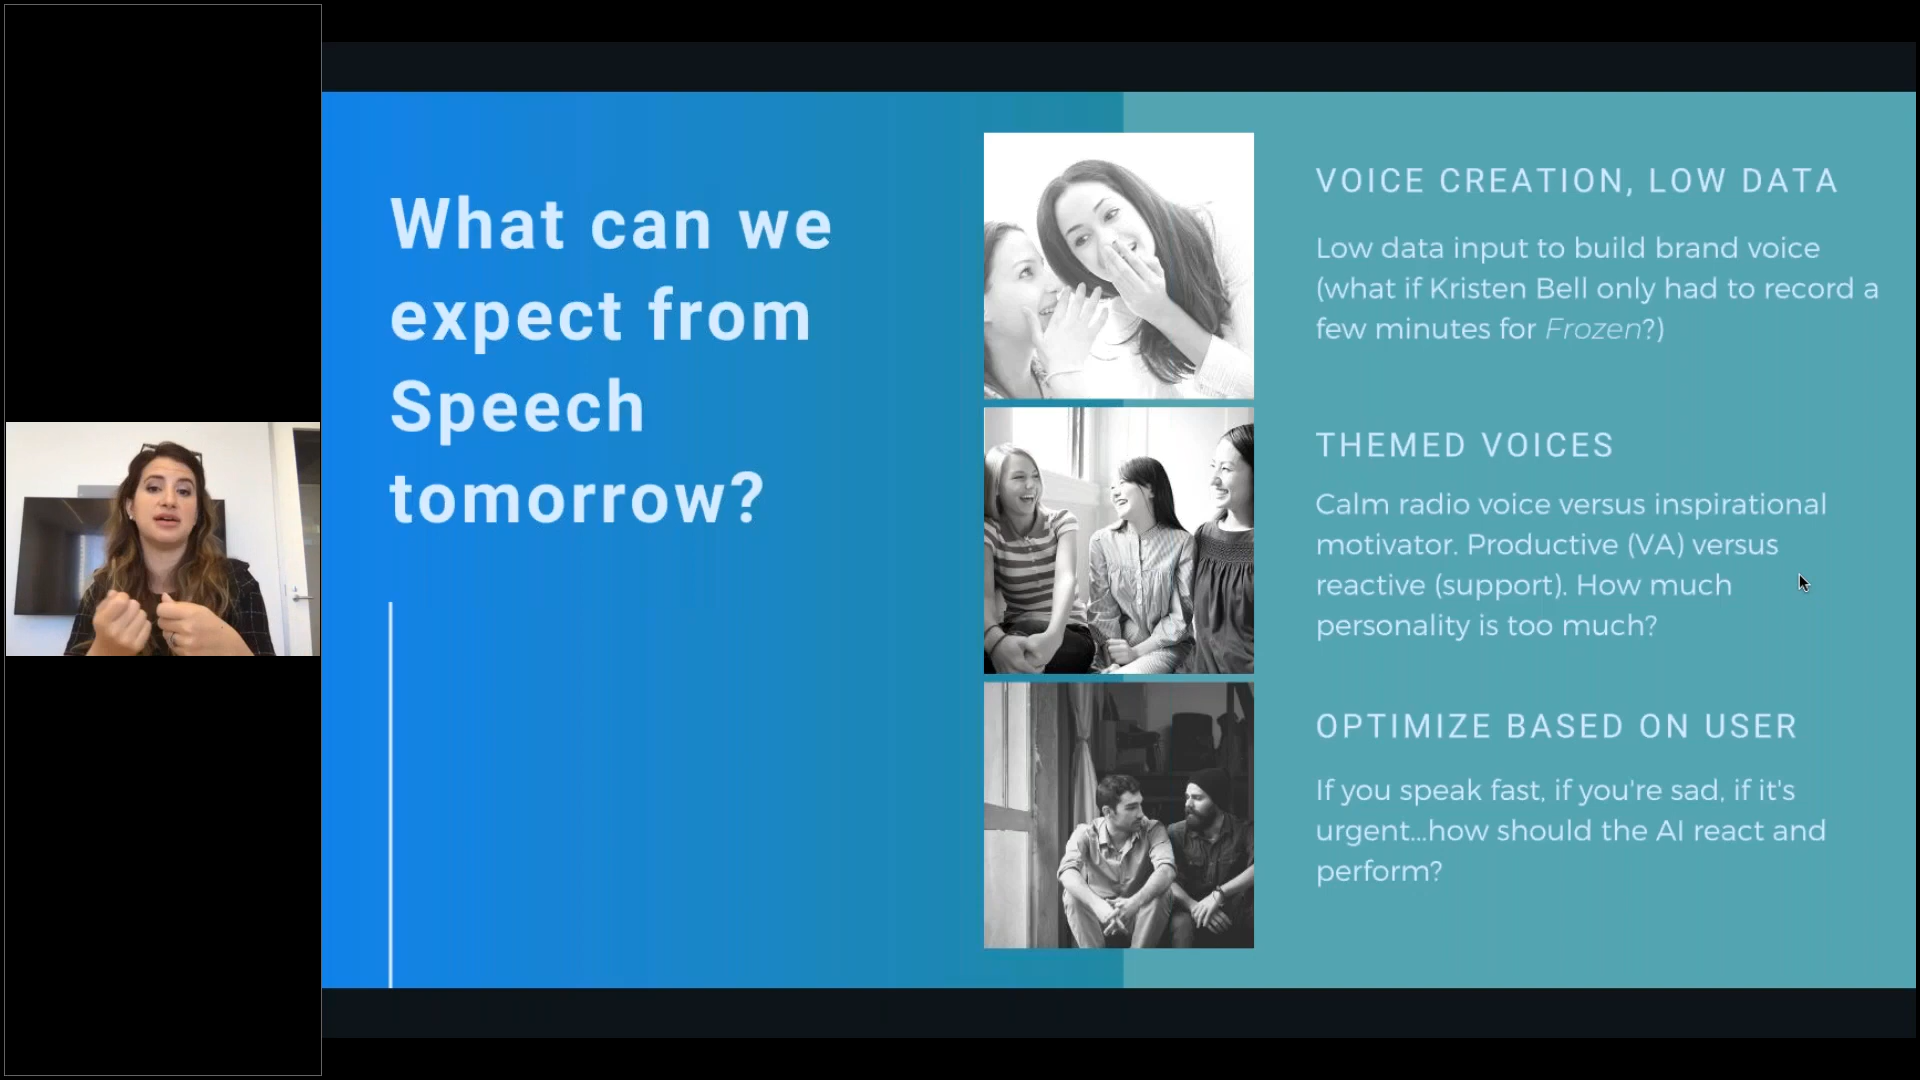 What can we
expect from
Speech
tomorrow?
VOICE CREATION, LOW DATA
Low data input to build brand voice
(what if Kristen Bell only had to record a
few minutes for Frozen?)
THEMED VOICES
Calm radio voice versus inspirational
motivator. Productive (VA) versus
reactive (support). How much
personality is too much?
OPTIMIZE BASED ON USER
If you speak fast, if you're sad, if it's
urgent...how should the AI react and
perform?